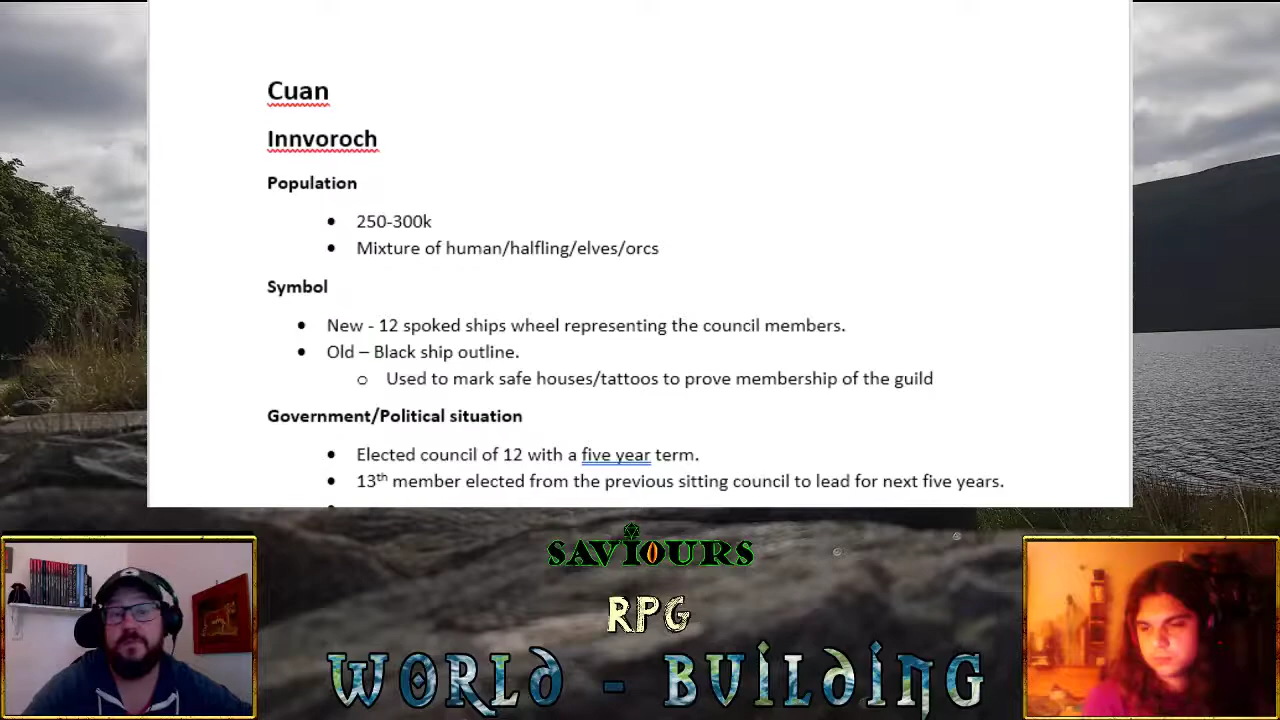 Cuan
Innvoroch
Population
• 250-300k
• Mixture of human/halfling/elves/orcs
Symbol
• New - 12 spoked ships wheel representing the council members.
• Old – Black ship outline.
o Used to mark safe houses/tattoos to prove membership of the guild
Government/Political situation
• Elected council of 12 with a five year term.
• 13th member elected from the previous sitting council to lead for next five years.
SAVIOURS
RPG
WORLD - BUILDING